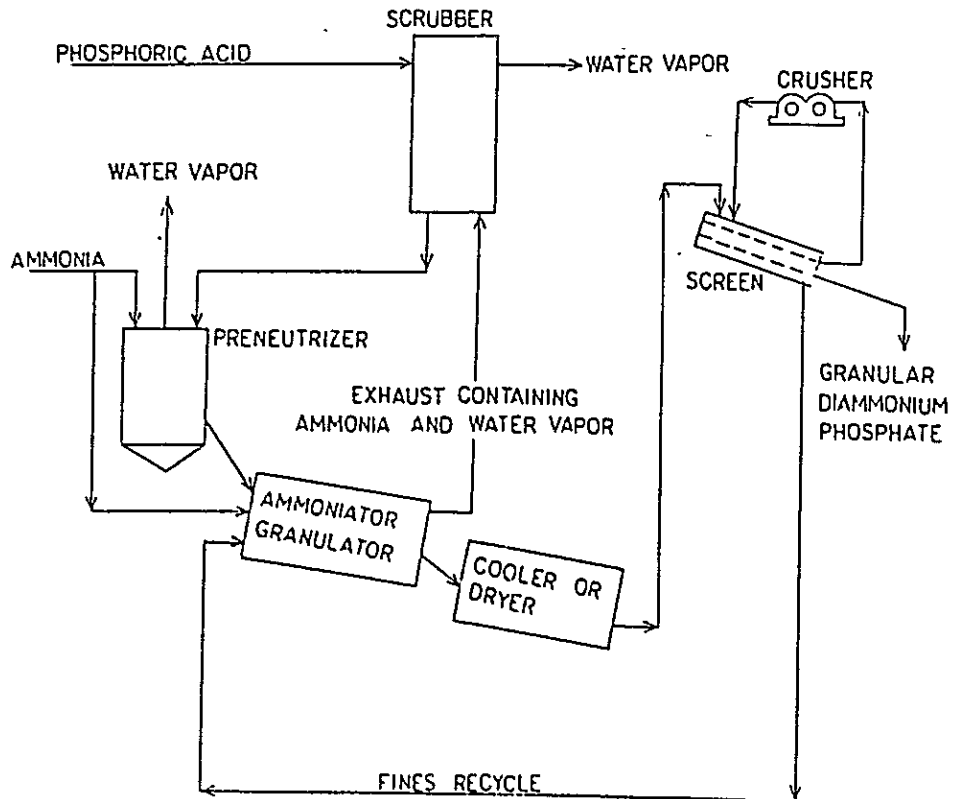 SCRUBBER
PHOSPHORIC ACID
WATER VAPOR
CRUSHER
WATER VAPOR
AMMONIA
SCREEN
PRENEUTRIZER
EXHAUST CONTAINING
AMMONIA AND WATER VAPOR
GRANULAR
DIAMMONIUM
PHOSPHATE
AMMONIATOR
GRANULATOR
COOLER OR
DRYER
FINES RECYCLE